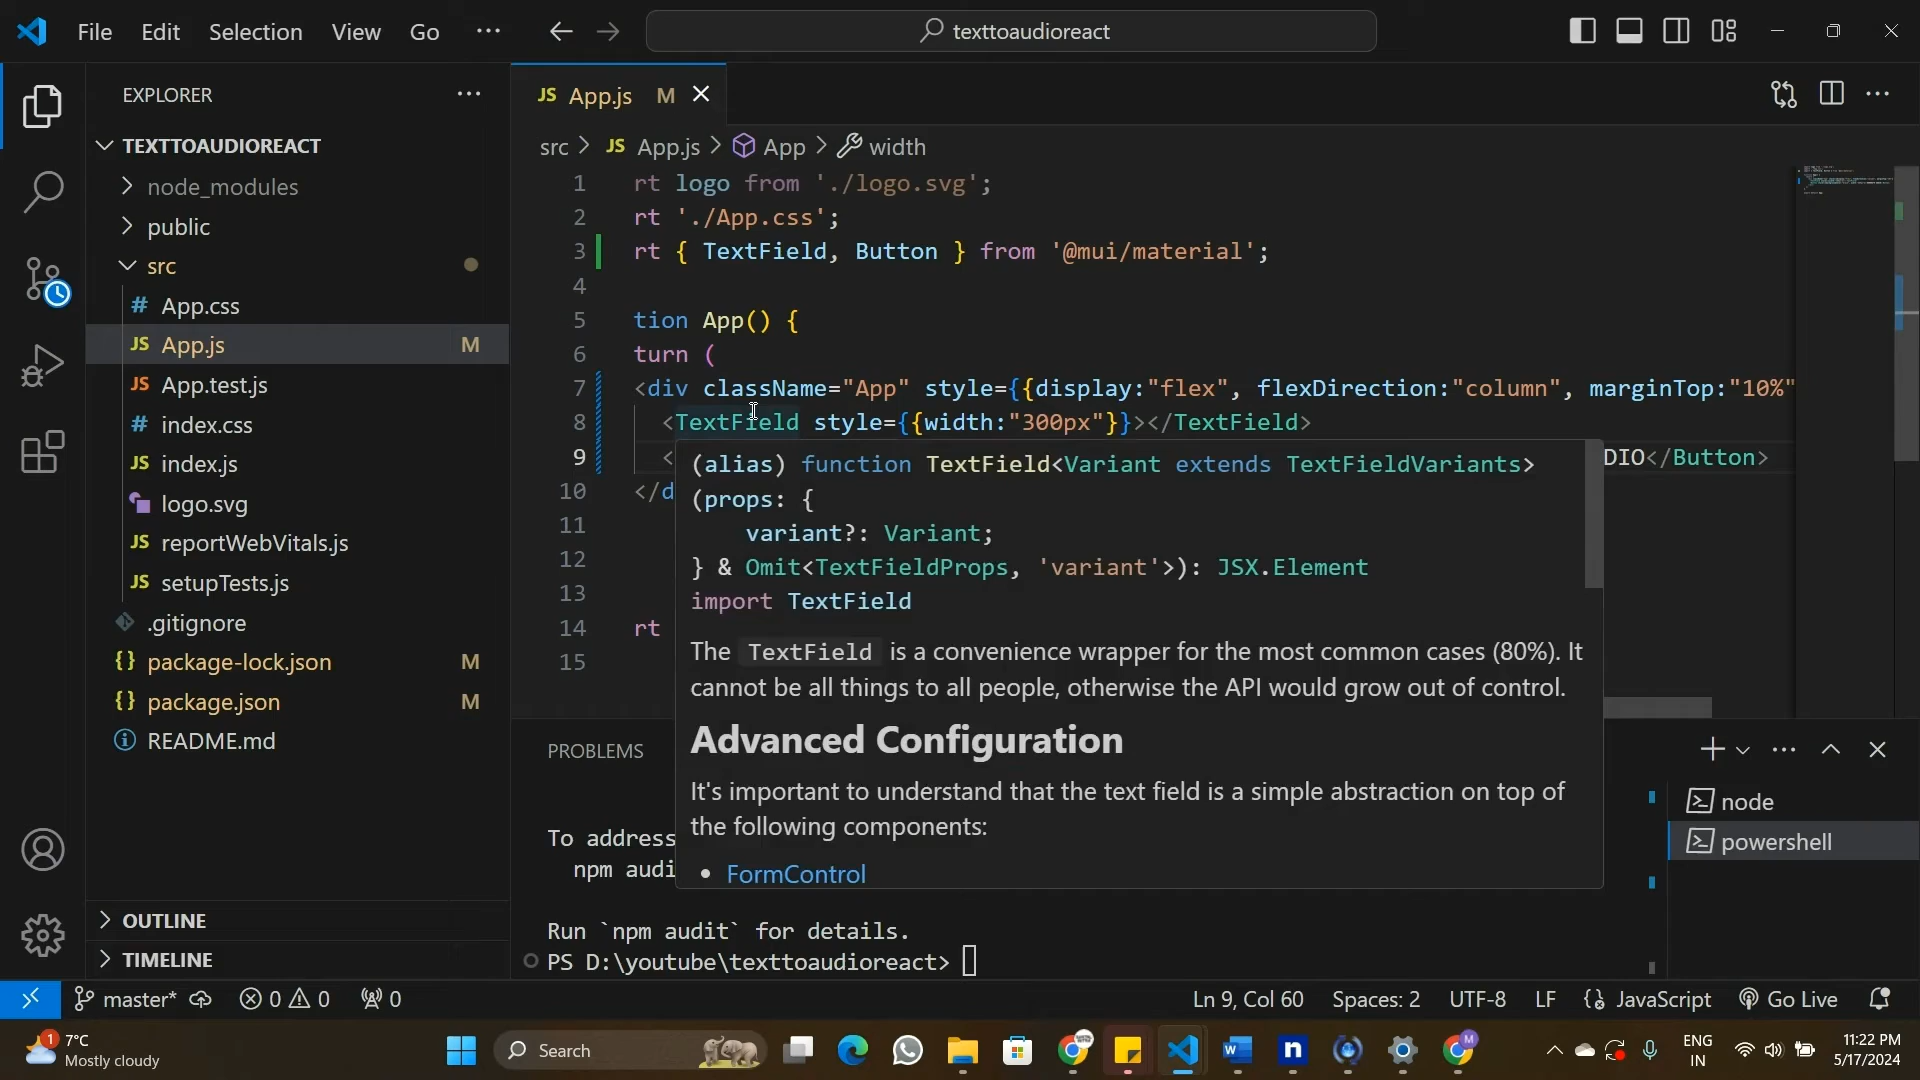 File Edit Selection View Go ··· texttoaudioreact
EXPLORER ···
TEXTTOAUDIOREACT
node_modules
public
src
# App.css
JS App.js M
JS App.test.js
# index.css
JS index.js
logo.svg
JS reportWebVitals.js
JS setupTests.js
.gitignore
{} package-lock.json M
{} package.json M
README.md
OUTLINE
TIMELINE
JS App.js M
src > JS App.js > App > width
1 rt logo from './logo.svg';
2 rt './App.css';
3 rt { TextField, Button } from '@mui/material';
4
5 tion App() {
6 turn (
7 <div className="App" style={{display:"flex", flexDirection:"column", marginTop:"10%"
8 <TextField style={{width:"300px"}}></TextField>
9 < DIO</Button>
10 </d
11
12
13
14 rt
15
(alias) function TextField<Variant extends TextFieldVariants>
(props: {
variant?: Variant;
} & Omit<TextFieldProps, 'variant'>): JSX.Element
import TextField
The TextField is a convenience wrapper for the most common cases (80%). It
cannot be all things to all people, otherwise the API would grow out of control.
Advanced Configuration
It's important to understand that the text field is a simple abstraction on top of
the following components:
• FormControl
PROBLEMS
To address
npm audi
Run `npm audit` for details.
PS D:\youtube\texttoaudioreact>
node
powershell
master* 0 0 0 Ln 9, Col 60 Spaces: 2 UTF-8 LF {} JavaScript Go Live
1 7°C
Mostly cloudy
Search
ENG
IN
11:22 PM
5/17/2024